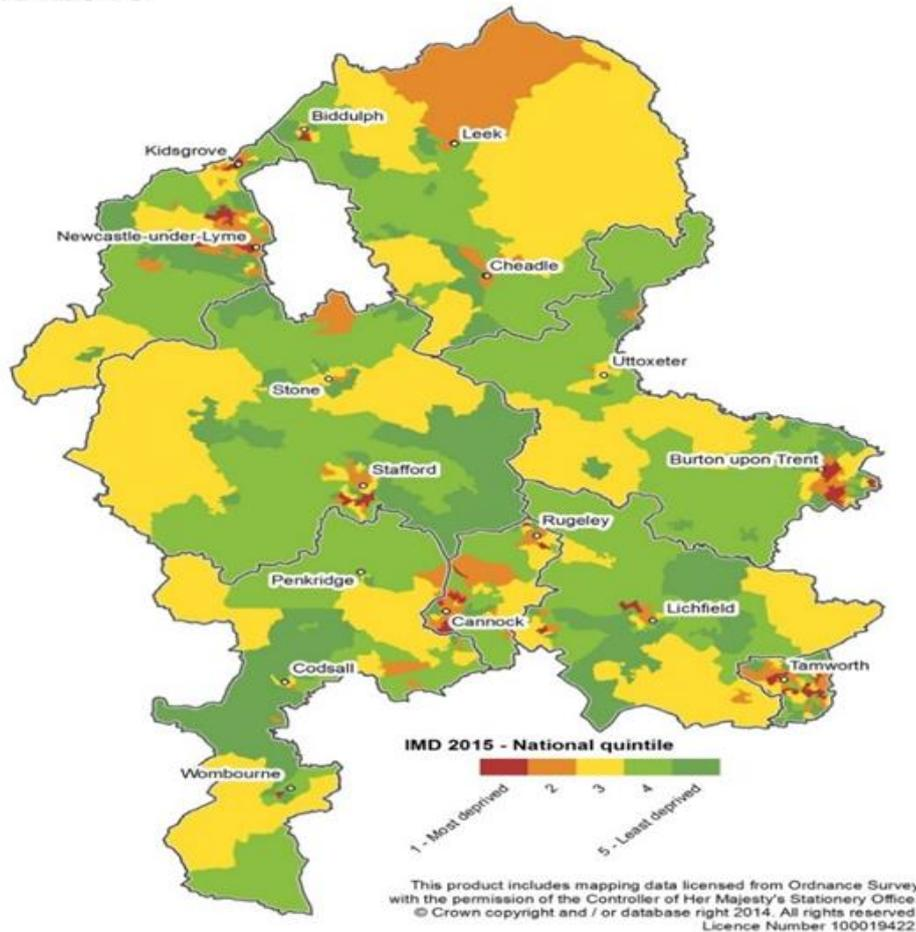 Biddulph
Leek
Kidsgrove
Newcastle-under-Lyme
Cheadle
Uttoxeter
Stone
Stafford
Burton upon Trent
Rugeley
Penkridge
Cannock
Lichfield
Codsall
Tamworth
IMD 2015 - National quintile
Wombourne
1 - Most deprived
2
3
4
5 - Least deprived
This product includes mapping data licensed from Ordnance Survey
with the permission of the Controller of Her Majesty's Stationery Office
© Crown copyright and / or database right 2014. All rights reserved
Licence Number 100019422